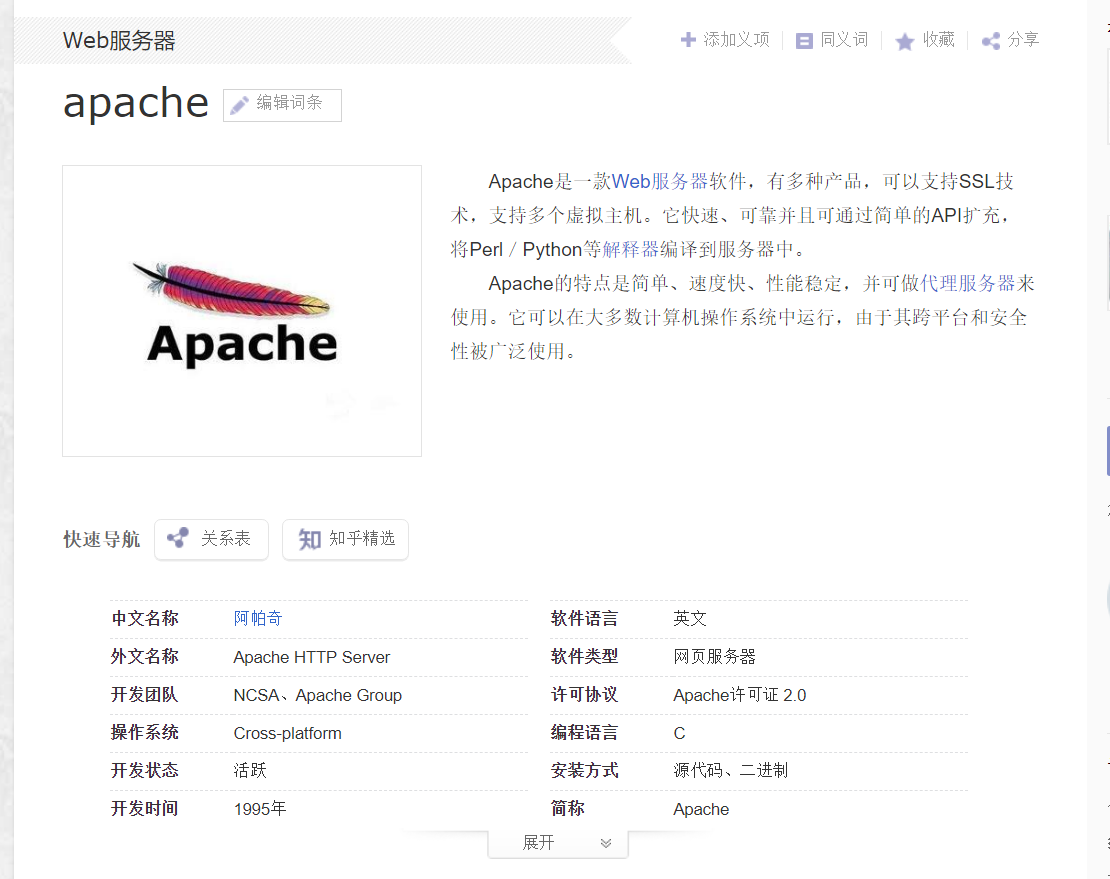 Web服务器
添加义项
同义词
收藏
分享
apache
编辑词条
Apache是一款Web服务器软件，有多种产品，可以支持SSL技
术，支持多个虚拟主机。它快速、可靠并且可通过简单的API扩充，
将Perl / Python等解释器编译到服务器中。
Apache的特点是简单、速度快、性能稳定，并可做代理服务器来
使用。它可以在大多数计算机操作系统中运行，由于其跨平台和安全
性被广泛使用。
Apache
快速导航
关系表
知 知乎精选
中文名称 阿帕奇
软件语言 英文
外文名称 Apache HTTP Server
软件类型 网页服务器
开发团队 NCSA、Apache Group
许可协议 Apache许可证 2.0
操作系统 Cross-platform
编程语言 C
开发状态 活跃
安装方式 源代码、二进制
开发时间 1995年
简称 Apache
展开